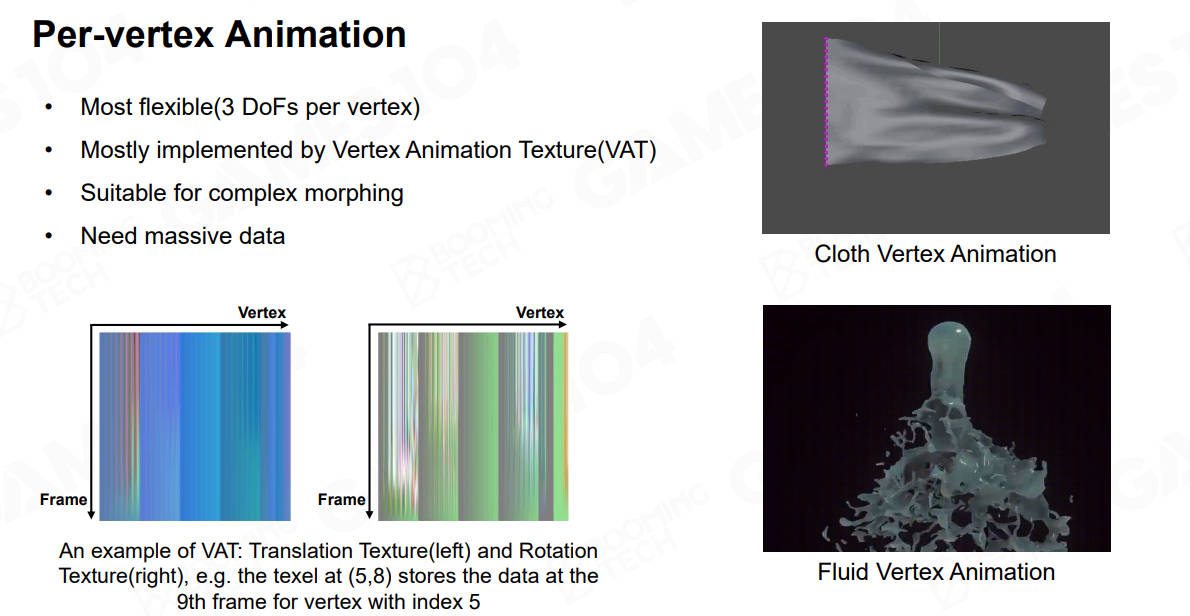 Per-vertex Animation
• Most flexible(3 DoFs per vertex)
• Mostly implemented by Vertex Animation Texture(VAT)
• Suitable for complex morphing
• Need massive data
Cloth Vertex Animation
Vertex
Frame
Vertex
Frame
An example of VAT: Translation Texture(left) and Rotation
Texture(right), e.g. the texel at (5,8) stores the data at the
9th frame for vertex with index 5
Fluid Vertex Animation
GAMES104
BOOMING
TECH